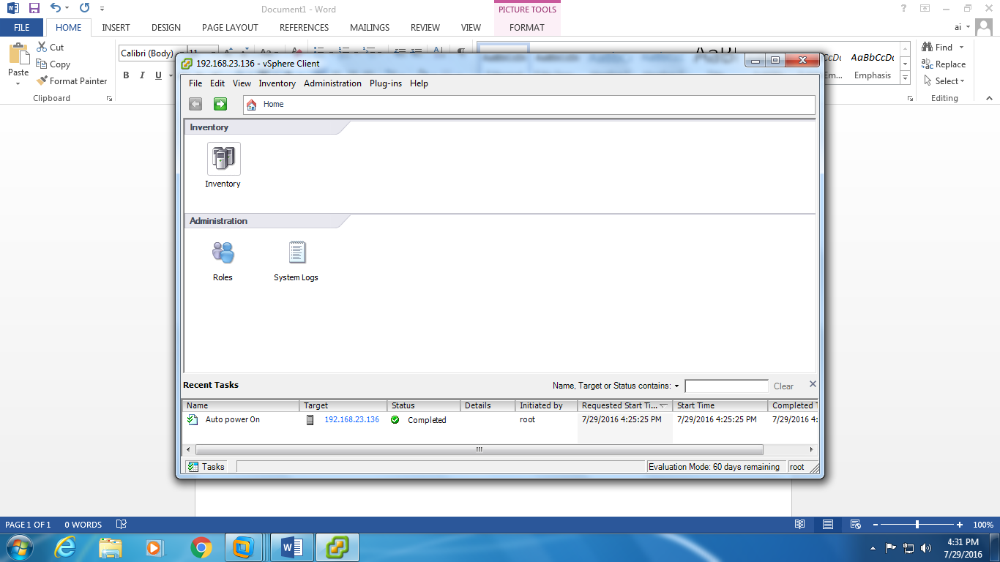 Document1 - Word
PICTURE TOOLS
FILE HOME INSERT DESIGN PAGE LAYOUT REFERENCES MAILINGS REVIEW VIEW FORMAT ai
Paste
Cut
Copy
Format Painter
Clipboard
Calibri (Body) 11
B I U
AaBbCcDc
Em... Emphasis
Find
Replace
Select
Editing
192.168.23.136 - vSphere Client
File Edit View Inventory Administration Plug-ins Help
Home
Inventory
Inventory
Administration
Roles System Logs
Recent Tasks Name, Target or Status contains: Clear
Name Target Status Details Initiated by Requested Start Ti... Start Time Completed T
Auto power On 192.168.23.136 Completed root 7/29/2016 4:25:25 PM 7/29/2016 4:25:25 PM 7/29/2016 4:
Tasks Evaluation Mode: 60 days remaining root
PAGE 1 OF 1 0 WORDS 100%
4:31 PM
7/29/2016